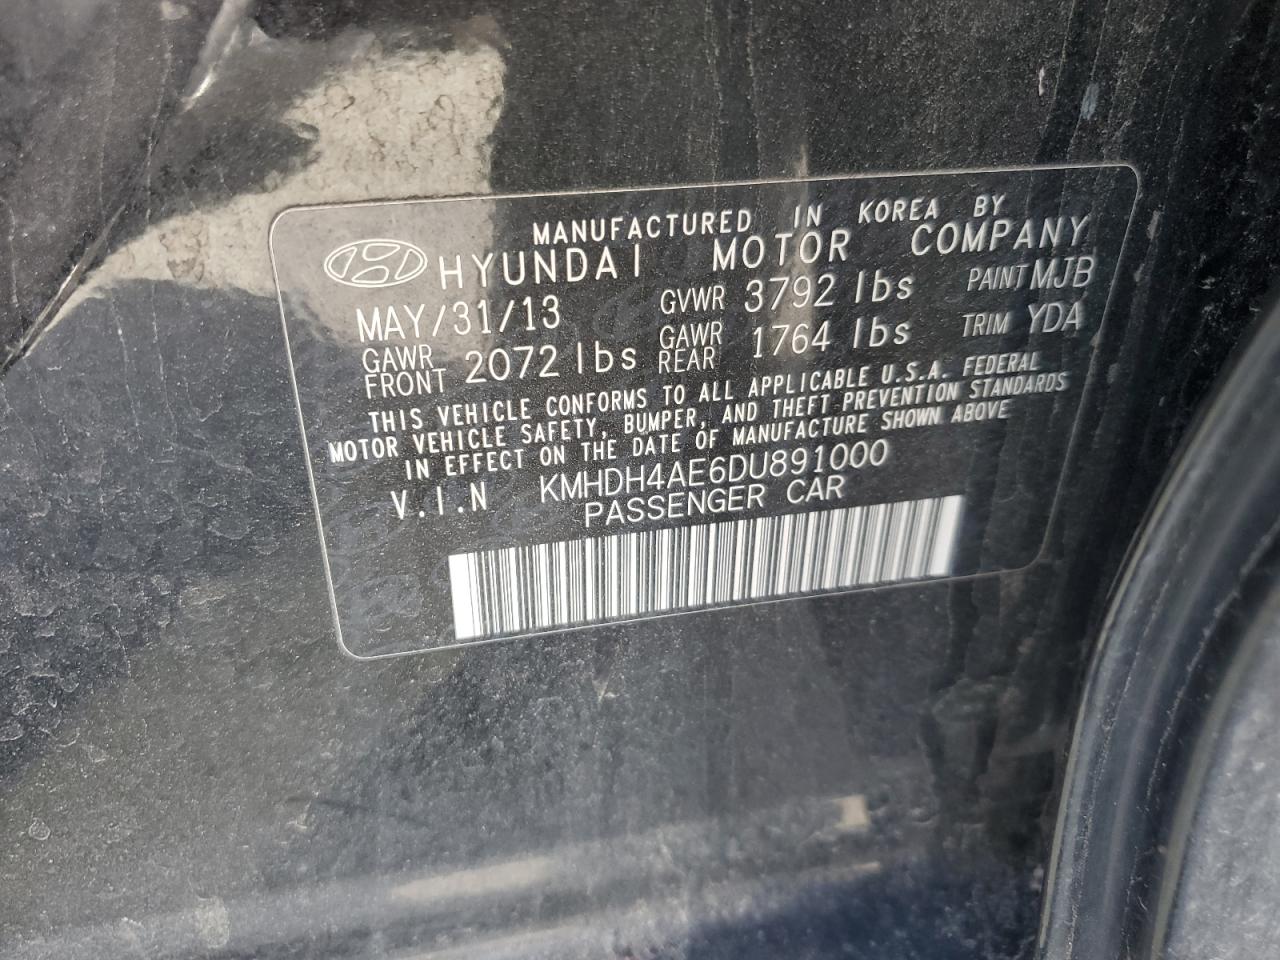 MANUFACTURED IN KOREA BY
HYUNDAI MOTOR COMPANY
MAY/31/13 GVWR 3792 lbs PAINT MJB
GAWR FRONT 2072 lbs GAWR REAR 1764 lbs TRIM YDA
THIS VEHICLE CONFORMS TO ALL APPLICABLE U.S.A. FEDERAL
MOTOR VEHICLE SAFETY, BUMPER, AND THEFT PREVENTION STANDARDS
IN EFFECT ON THE DATE OF MANUFACTURE SHOWN ABOVE
V.I.N KMHDH4AE6DU891000
PASSENGER CAR